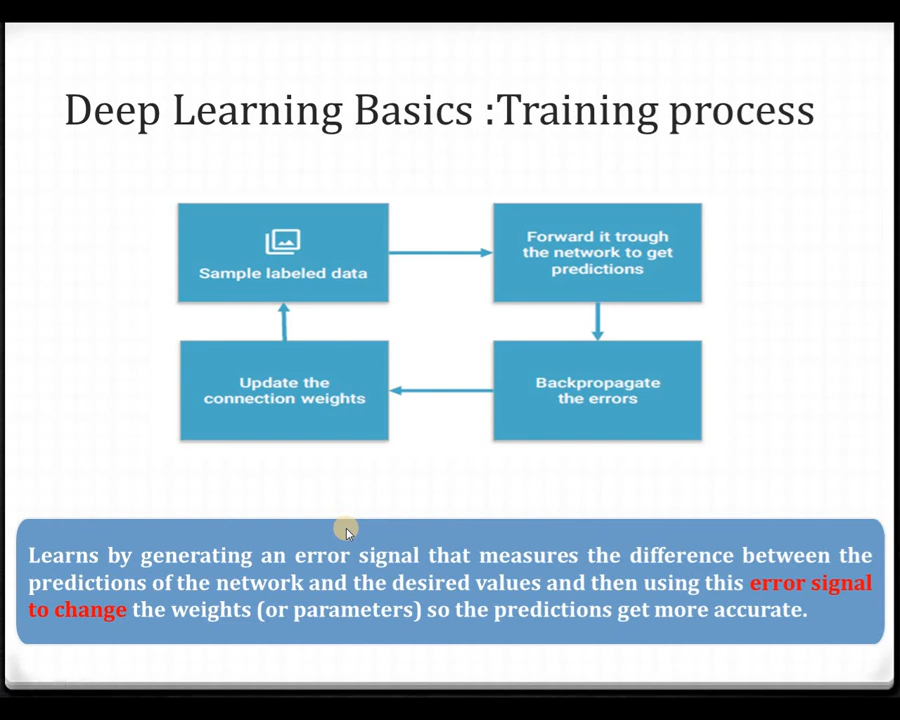 Deep Learning Basics :Training process
Sample labeled data
Forward it trough
the network to get
predictions
Update the
connection weights
Backpropagate
the errors
Learns by generating an error signal that measures the difference between the
predictions of the network and the desired values and then using this error signal
to change the weights (or parameters) so the predictions get more accurate.